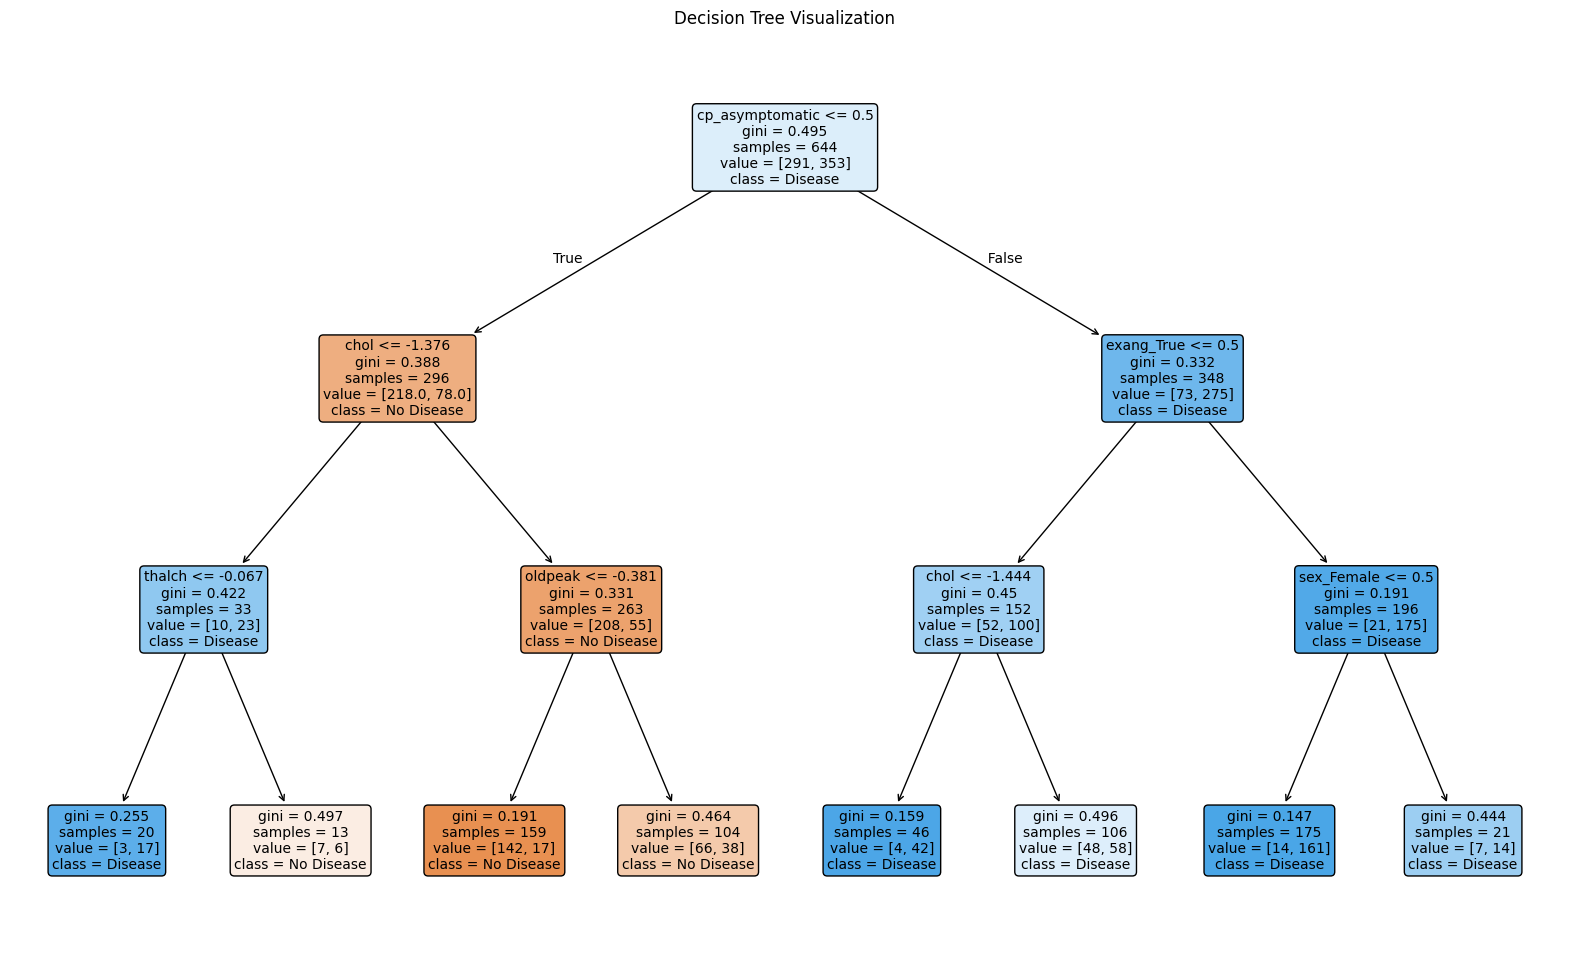 Decision Tree Visualization
cp_asymptomatic <= 0.5
gini = 0.495
samples = 644
value = [291, 353]
class = Disease
True
False
chol <= -1.376
gini = 0.388
samples = 296
value = [218.0, 78.0]
class = No Disease
exang_True <= 0.5
gini = 0.332
samples = 348
value = [73, 275]
class = Disease
thalch <= -0.067
gini = 0.422
samples = 33
value = [10, 23]
class = Disease
oldpeak <= -0.381
gini = 0.331
samples = 263
value = [208, 55]
class = No Disease
chol <= -1.444
gini = 0.45
samples = 152
value = [52, 100]
class = Disease
sex_Female <= 0.5
gini = 0.191
samples = 196
value = [21, 175]
class = Disease
gini = 0.255
samples = 20
value = [3, 17]
class = Disease
gini = 0.497
samples = 13
value = [7, 6]
class = No Disease
gini = 0.191
samples = 159
value = [142, 17]
class = No Disease
gini = 0.464
samples = 104
value = [66, 38]
class = No Disease
gini = 0.159
samples = 46
value = [4, 42]
class = Disease
gini = 0.496
samples = 106
value = [48, 58]
class = Disease
gini = 0.147
samples = 175
value = [14, 161]
class = Disease
gini = 0.444
samples = 21
value = [7, 14]
class = Disease